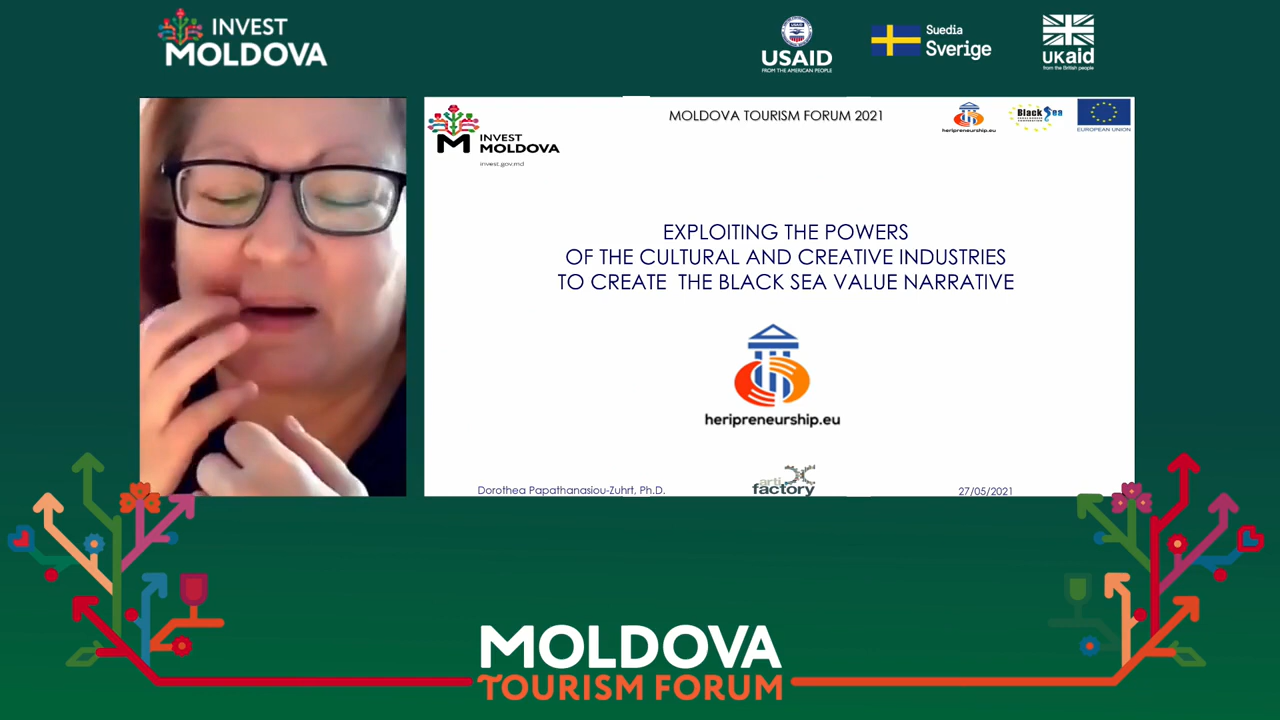 INVEST
MOLDOVA
USAID
FROM THE AMERICAN PEOPLE
Suedia
Sverige
UKaid
from the British people
INVEST
MOLDOVA
invest.gov.md
MOLDOVA TOURISM FORUM 2021
heripreneurship.eu
Black Sea
EUROPEAN UNION
EXPLOITING THE POWERS
OF THE CULTURAL AND CREATIVE INDUSTRIES
TO CREATE THE BLACK SEA VALUE NARRATIVE
heripreneurship.eu
Dorothea Papathanasiou-Zuhrt, Ph.D.
arti
factory
27/05/2021
MOLDOVA
TOURISM FORUM